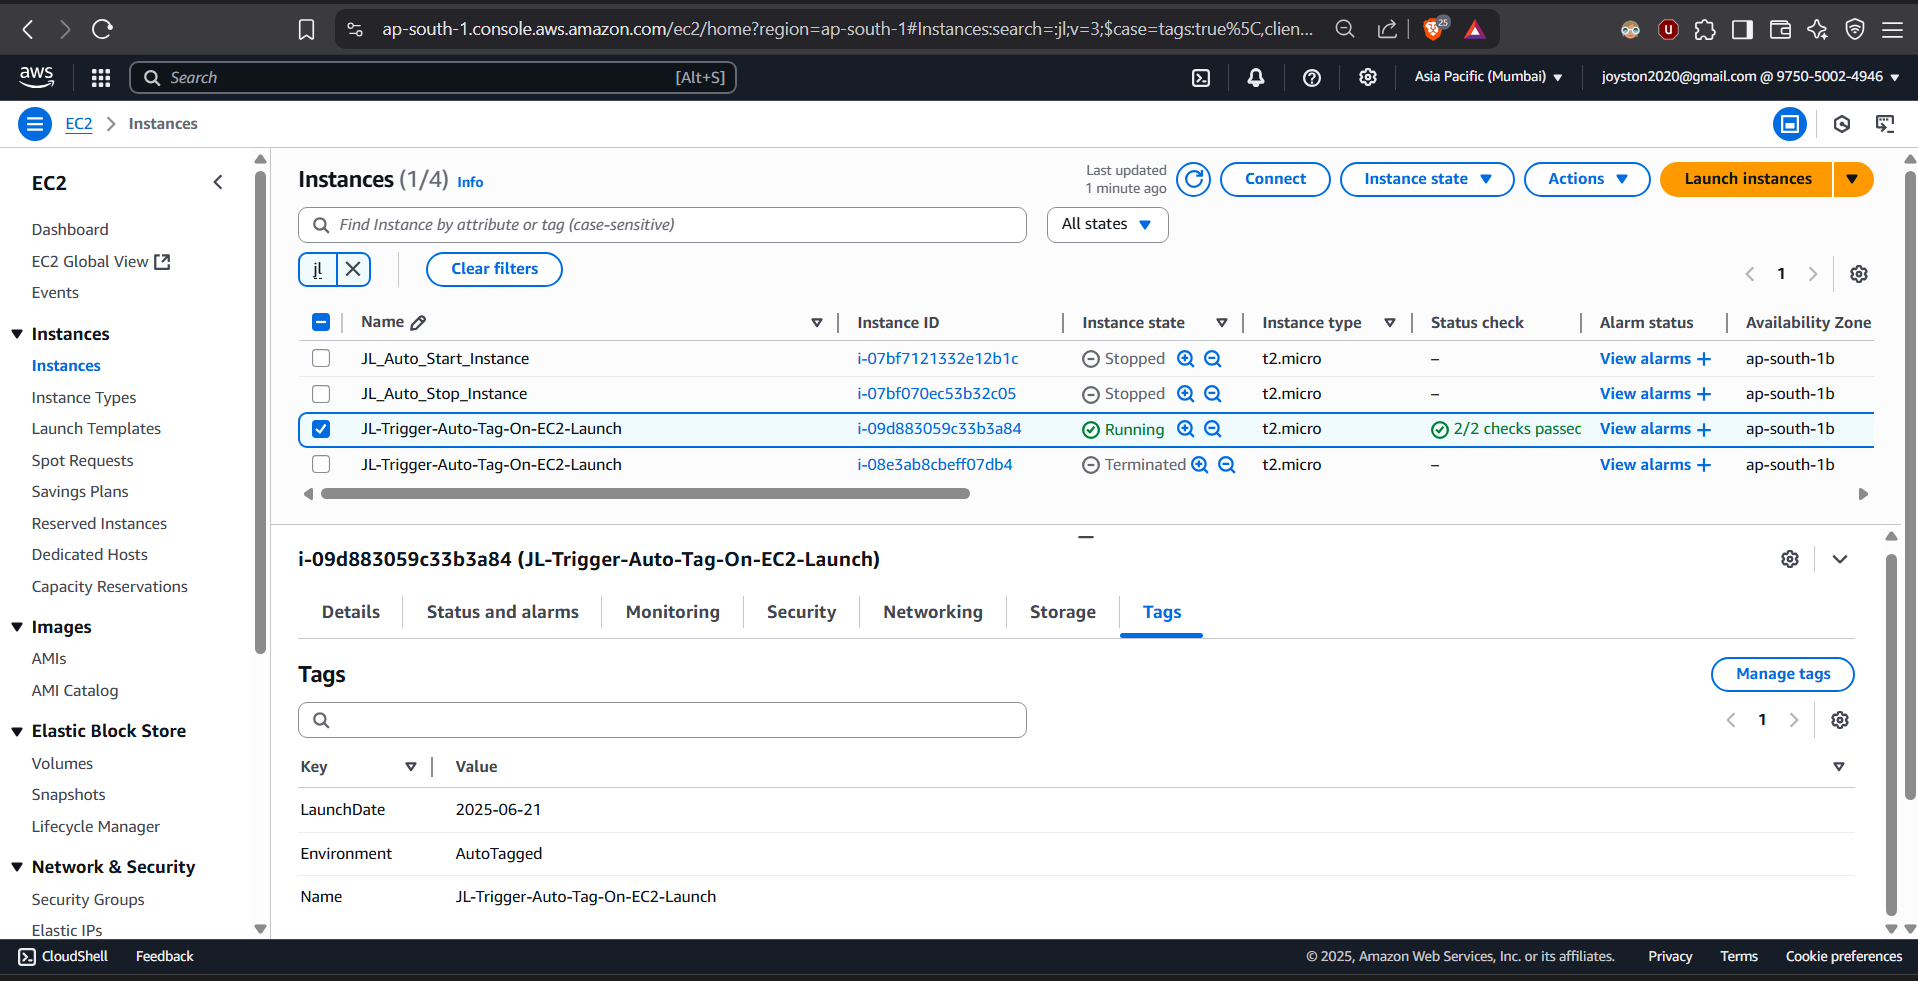 ap-south-1.console.aws.amazon.com/ec2/home?region=ap-south-1#Instances:search=:jl;v=3;$case=tags:true%5C,clien...
25
U
aws
Search
[Alt+S]
Asia Pacific (Mumbai)
joyston2020@gmail.com @ 9750-5002-4946
EC2
Instances
EC2
Dashboard
EC2 Global View
Events
Instances
Instances
Instance Types
Launch Templates
Spot Requests
Savings Plans
Reserved Instances
Dedicated Hosts
Capacity Reservations
Images
AMIs
AMI Catalog
Elastic Block Store
Volumes
Snapshots
Lifecycle Manager
Network & Security
Security Groups
Elastic IPs
Instances (1/4) Info
Last updated
1 minute ago
Connect
Instance state
Actions
Launch instances
Find Instance by attribute or tag (case-sensitive)
All states
jl
Clear filters
1
Name Instance ID Instance state Instance type Status check Alarm status Availability Zone
JL_Auto_Start_Instance i-07bf7121332e12b1c Stopped t2.micro – View alarms + ap-south-1b
JL_Auto_Stop_Instance i-07bf070ec53b32c05 Stopped t2.micro – View alarms + ap-south-1b
JL-Trigger-Auto-Tag-On-EC2-Launch i-09d883059c33b3a84 Running t2.micro 2/2 checks passed View alarms + ap-south-1b
JL-Trigger-Auto-Tag-On-EC2-Launch i-08e3ab8cbeff07db4 Terminated t2.micro – View alarms + ap-south-1b
i-09d883059c33b3a84 (JL-Trigger-Auto-Tag-On-EC2-Launch)
Details Status and alarms Monitoring Security Networking Storage Tags
Tags
Manage tags
1
Key Value
LaunchDate 2025-06-21
Environment AutoTagged
Name JL-Trigger-Auto-Tag-On-EC2-Launch
CloudShell Feedback © 2025, Amazon Web Services, Inc. or its affiliates. Privacy Terms Cookie preferences